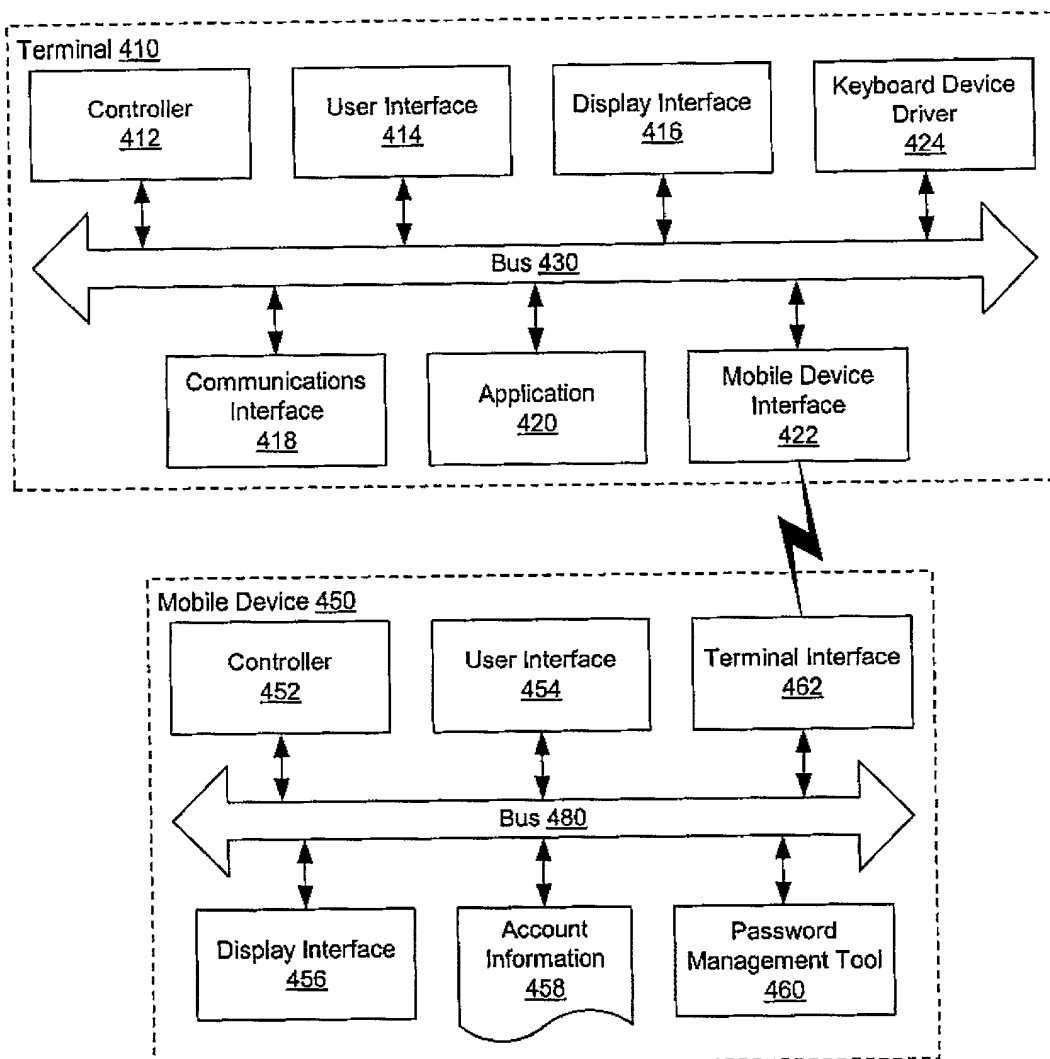 Terminal 410
Controller
412
User Interface
414
Display Interface
416
Keyboard Device
Driver
424
Bus 430
Communications
Interface
418
Application
420
Mobile Device
Interface
422
Mobile Device 450
Controller
452
User Interface
454
Terminal Interface
462
Bus 480
Display Interface
456
Account
Information
458
Password
Management Tool
460